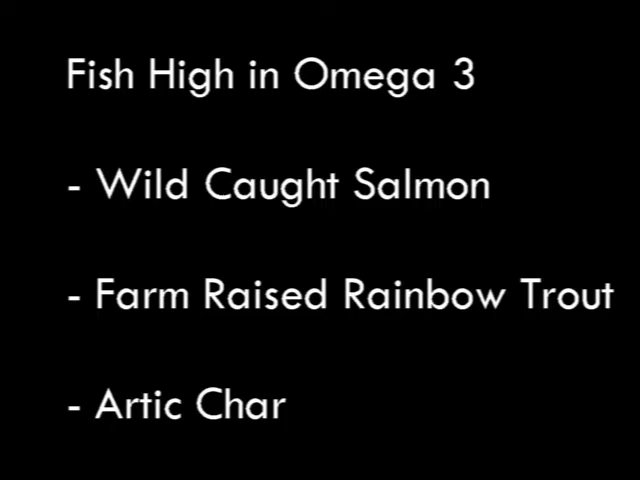 Fish High in Omega 3
- Wild Caught Salmon
- Farm Raised Rainbow Trout
- Artic Char